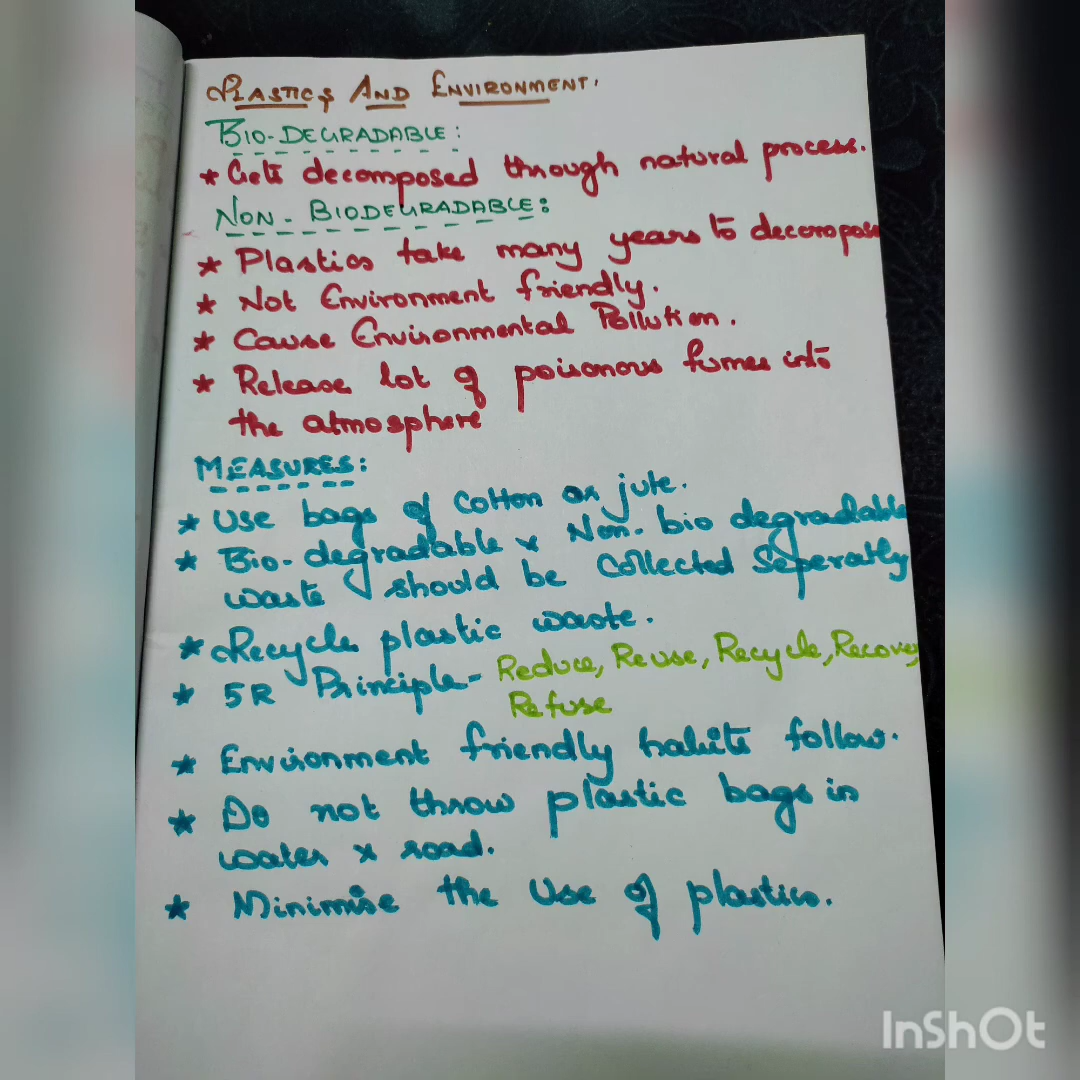 PLASTICS AND ENVIRONMENT.
BIO-DEGRADABLE:
* Gets decomposed through natural process.
NON-BIODEGRADABLE:
* Plastics take many years to decompose
* Not Environment friendly.
* Cause Environmental Pollution.
* Release lot of poisonous fumes into
the atmosphere
MEASURES:
* Use bags of cotton or jute.
* Bio-degradable & Non-bio degradable
waste should be collected seperatly
* Recycle plastic waste.
* 5R Principle- Reduce, Reuse, Recycle, Recover,
Refuse
* Environment friendly habits follow.
* Do not throw plastic bags in
water & road.
* Minimise the use of plastics.
InShOt